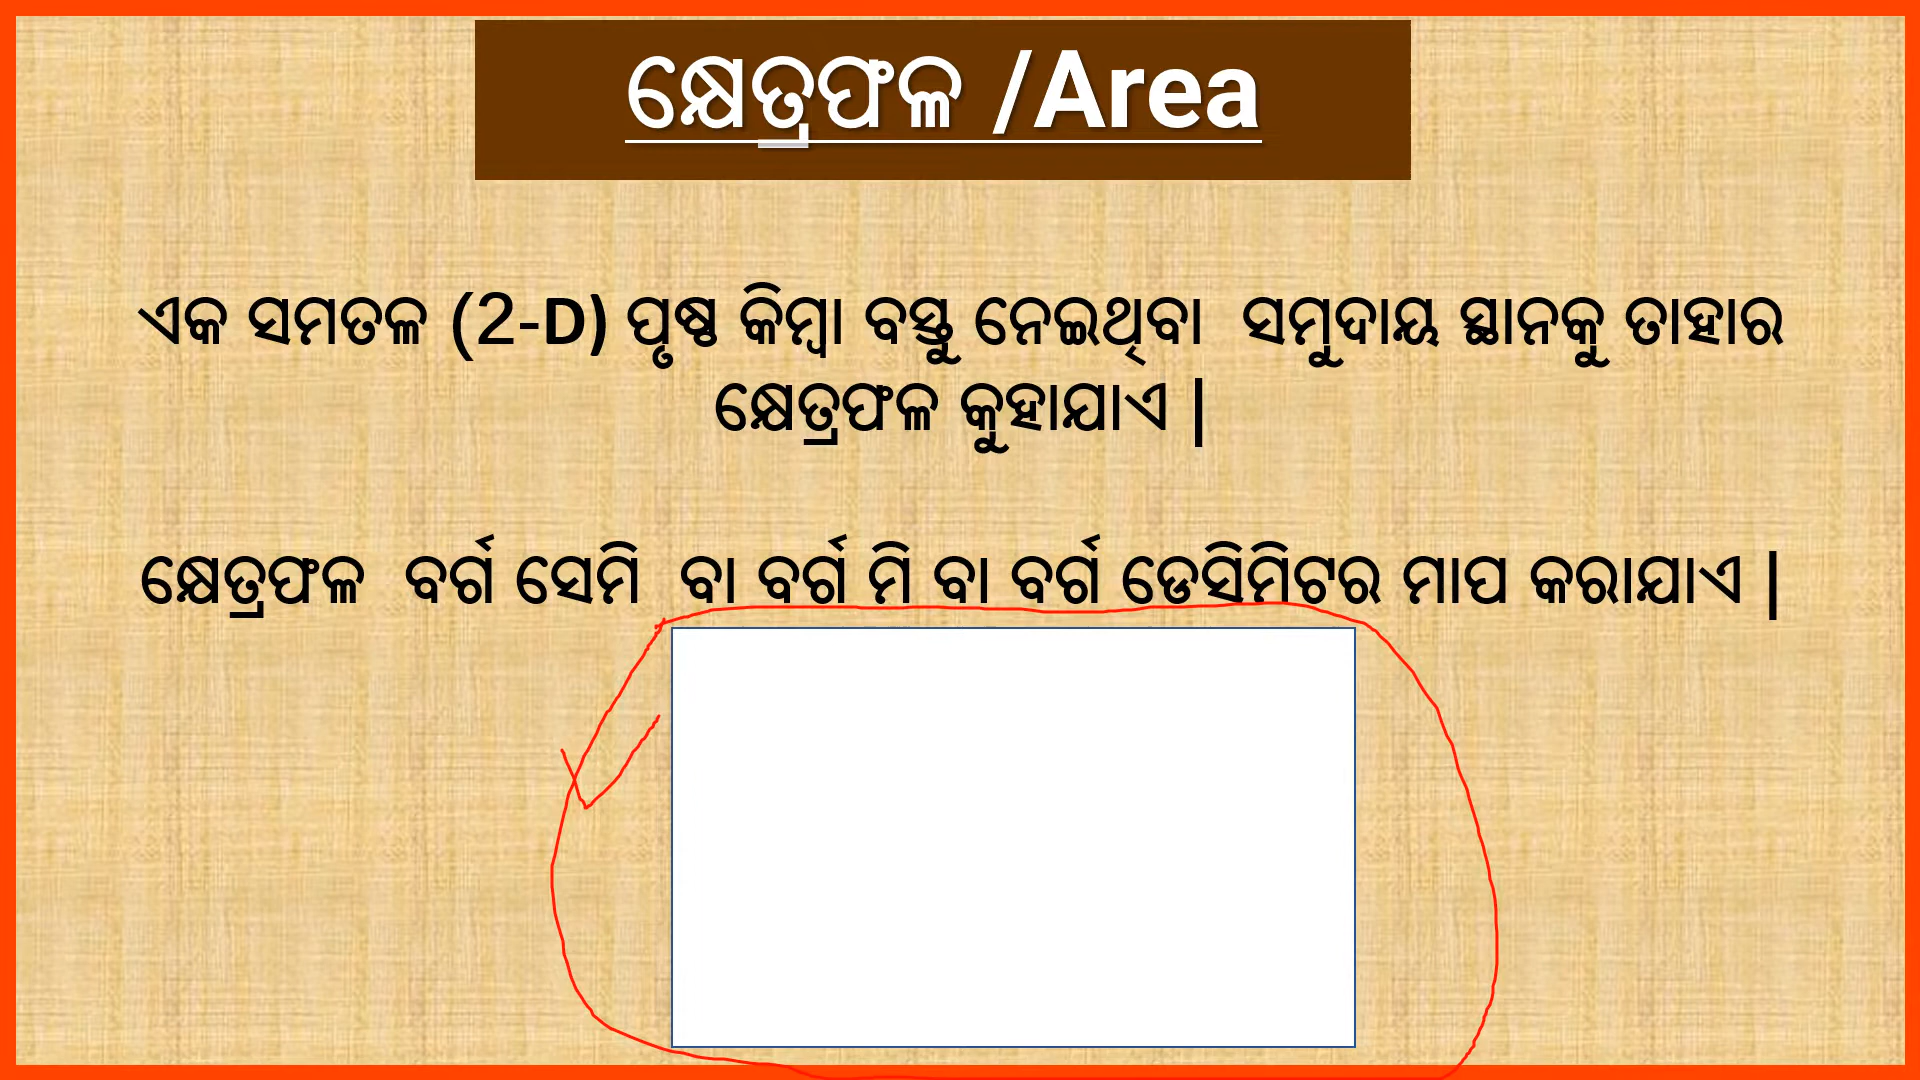 କ୍ଷେତ୍ରଫଳ /Area
ଏକ ସମତଳ (2-D) ପୃଷ୍ଠ କିମ୍ବା ବସ୍ତୁ ନେଇଥିବା ସମୁଦାୟ ସ୍ଥାନକୁ ତାହାର
କ୍ଷେତ୍ରଫଳ କୁହାଯାଏ |
କ୍ଷେତ୍ରଫଳ ବର୍ଗ ସେମି ବା ବର୍ଗ ମି ବା ବର୍ଗ ଡେସିମିଟର ମାପ କରାଯାଏ |